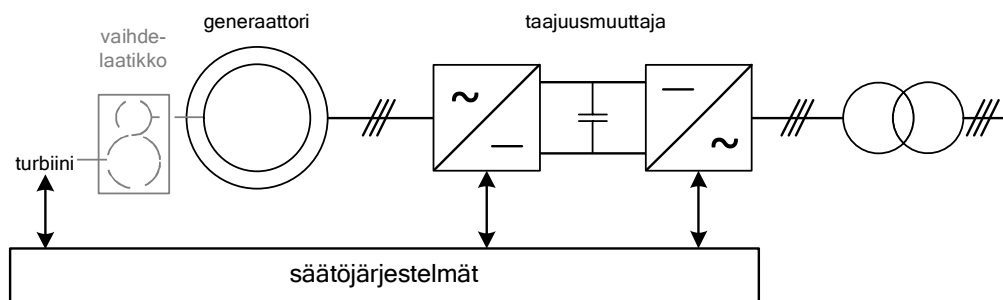 generaattori
taajuusmuuttaja
vaihde-
laatikko
turbiini
säätöjärjestelmät